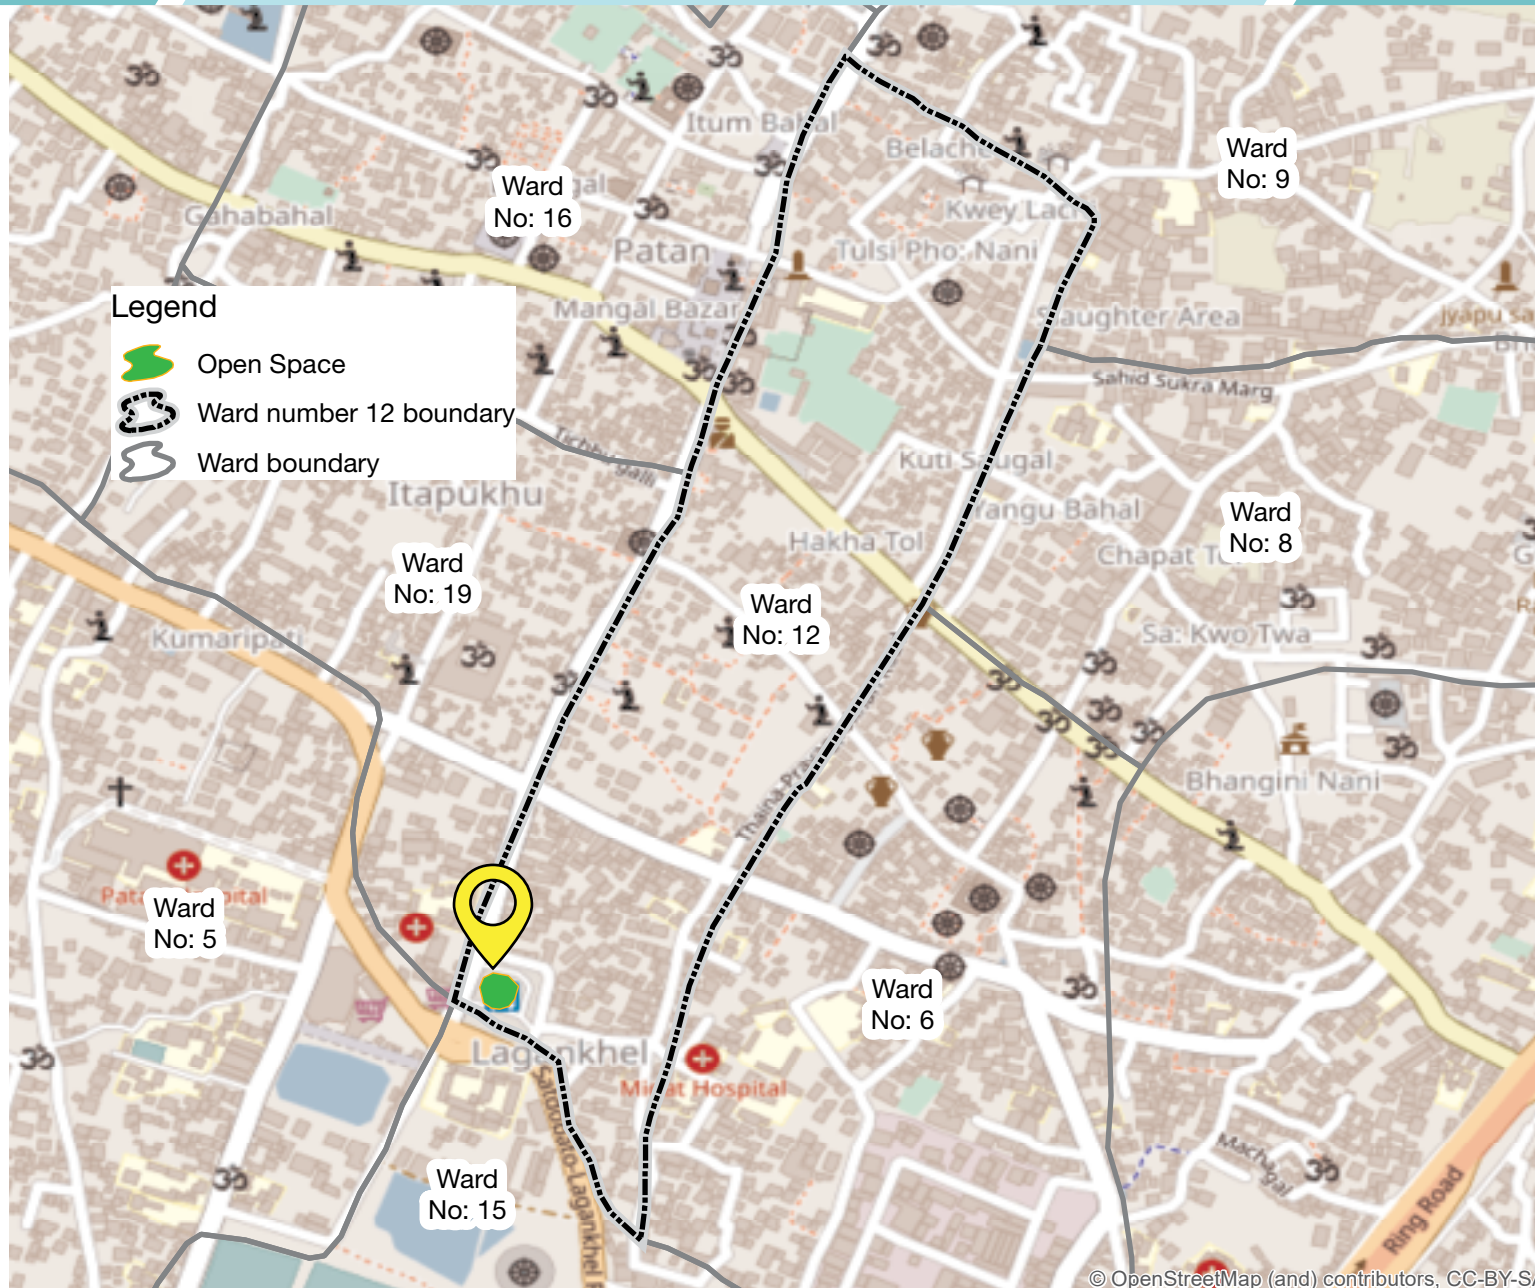 Itum Bahal
Ward
No: 9
Ward
No: 16
Kwey Lachi
Gahabahal
Patan
Tulsi Pho: Nani
Legend
Mangal Bazar
Slaughter Area
Open Space
Sahid Sukra Marg
Ward number 12 boundary
Ward boundary
Kuti Saugal
Itapukhu
Yangu Bahal
Ward
No: 8
Hakha Tol
Ward
No: 19
Ward
No: 12
Kumaripati
Sa: Kwo Twa
Bhangini Nani
Patan Hospital
Ward
No: 5
Ward
No: 6
Lagankhel
Ward
No: 15
Ring Road
© OpenStreetMap (and) contributors, CC-BY-SA